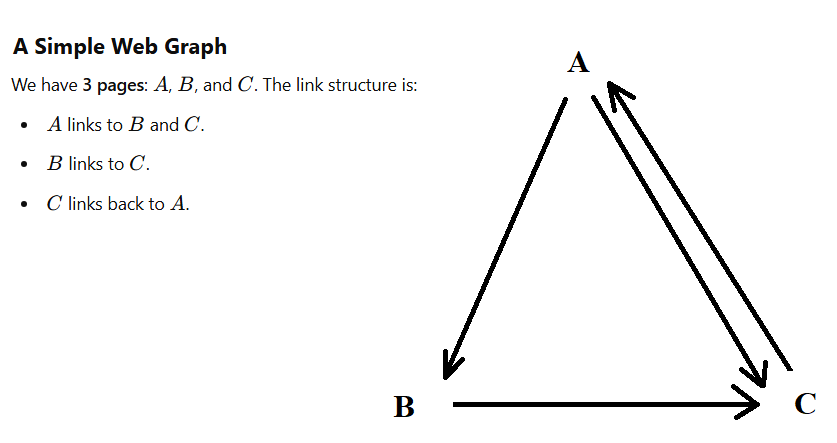 A Simple Web Graph
We have 3 pages: A, B, and C. The link structure is:
• A links to B and C.
• B links to C.
• C links back to A.
A
B
C